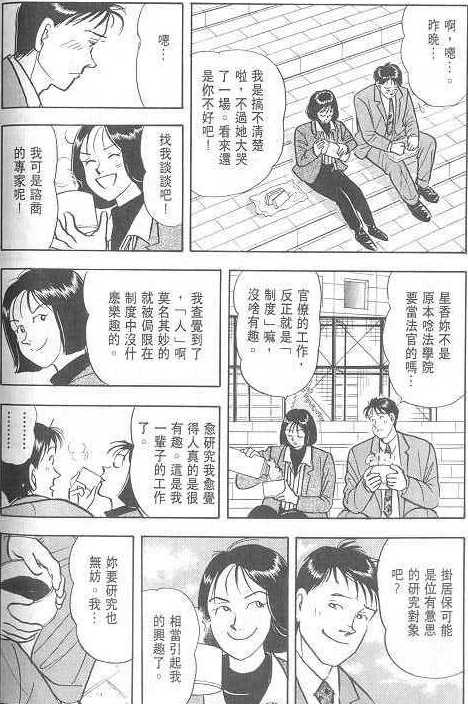 啊，嗯…。
昨晚…
我是搞不清楚
啦，不過她大哭
了一場。看來還
是你不好吧！
嗯…
找我談談吧！
我可是諮商
的專家呢！
星香妳不是
原本唸法學院
要當法官的嗎…
官僚的工作，
反正就是「
制度」嘛，
沒啥有趣。
我查覺到了
，「人」啊
莫名其妙的
就被侷限在
制度中沒什
麼樂趣的。
愈研究我愈覺
得人真的是很
有趣。這是我
一輩子的工作
了。
………
………
掛居保可能
是位有意思
的研究對象
吧？
相當引起我
的興趣了。
妳要研究也
無妨。我…